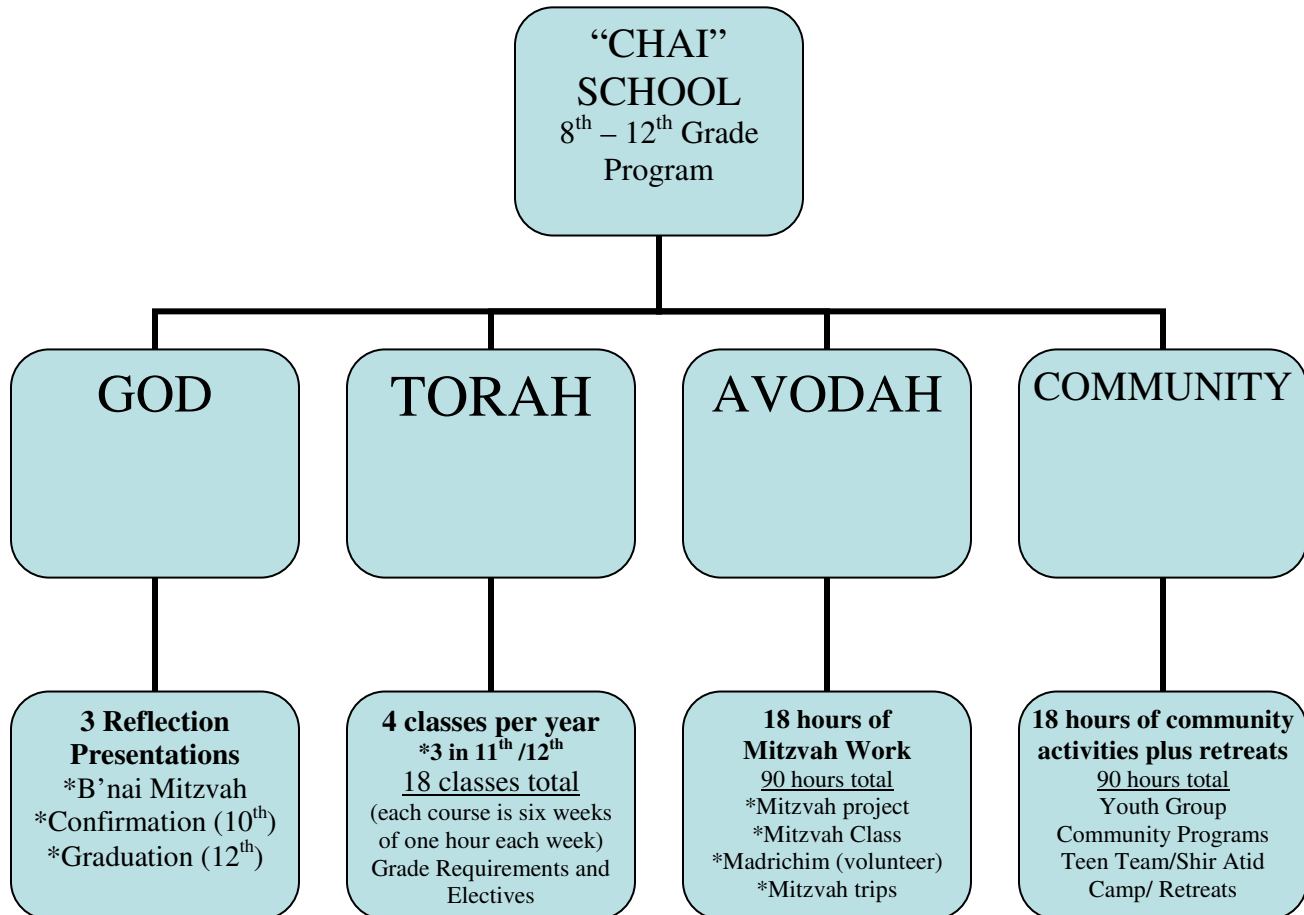 “CHAI”
SCHOOL
8th – 12th Grade
Program
GOD
TORAH
AVODAH
COMMUNITY
3 Reflection
Presentations
*B’nai Mitzvah
*Confirmation (10th)
*Graduation (12th)
4 classes per year
*3 in 11th /12th
18 classes total
(each course is six weeks
of one hour each week)
Grade Requirements and
Electives
18 hours of
Mitzvah Work
90 hours total
*Mitzvah project
*Mitzvah Class
*Madrichim (volunteer)
*Mitzvah trips
18 hours of community
activities plus retreats
90 hours total
Youth Group
Community Programs
Teen Team/Shir Atid
Camp/ Retreats